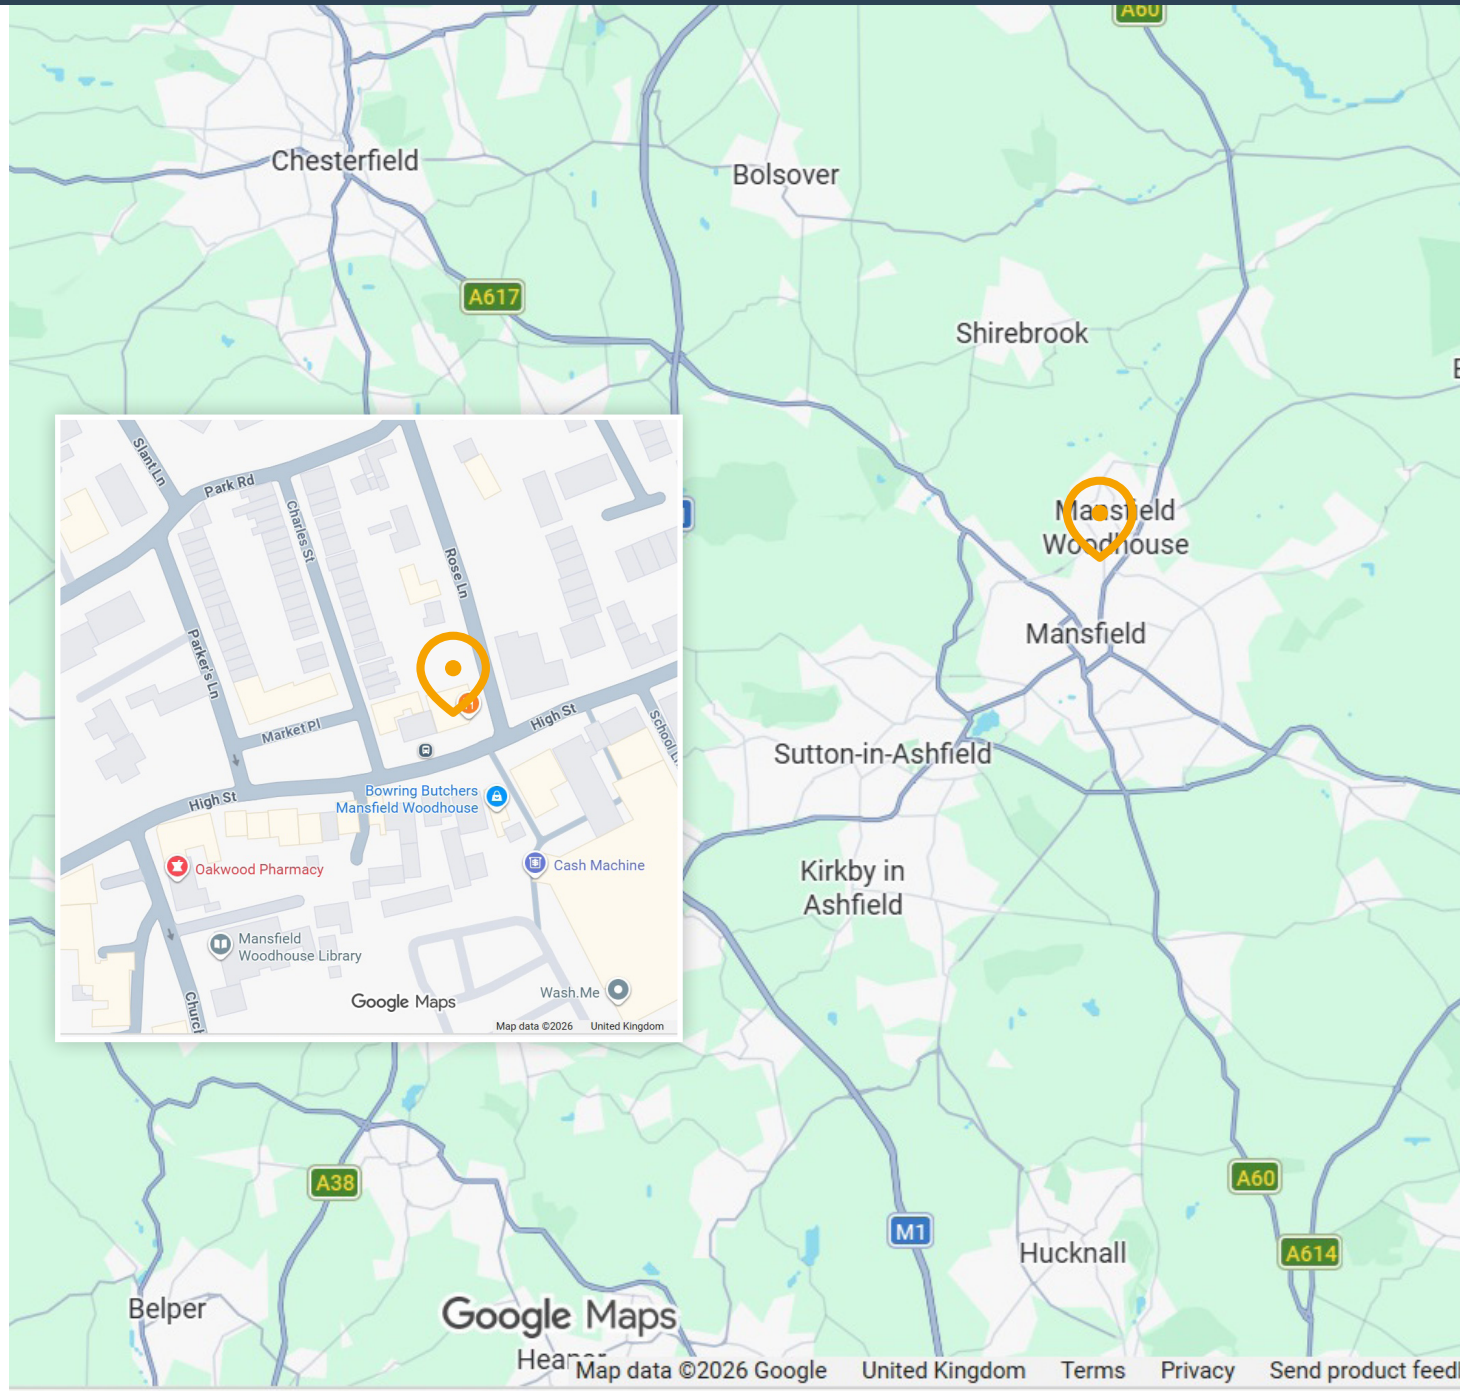 A60
Chesterfield
Bolsover
A617
Shirebrook
Mansfield
Woodhouse
Mansfield
Sutton-in-Ashfield
Kirkby in
Ashfield
Slant Ln
Park Rd
Charles St
Rose Ln
Parker's Ln
Market Pl
High St
School
High St
Bowring Butchers
Mansfield Woodhouse
Oakwood Pharmacy
Cash Machine
Mansfield
Woodhouse Library
Church
Wash.Me
Google Maps
Map data ©2026 United Kingdom
A38
A60
M1
Hucknall
A614
Belper
Google Maps
Map data ©2026 Google United Kingdom Terms Privacy Send product